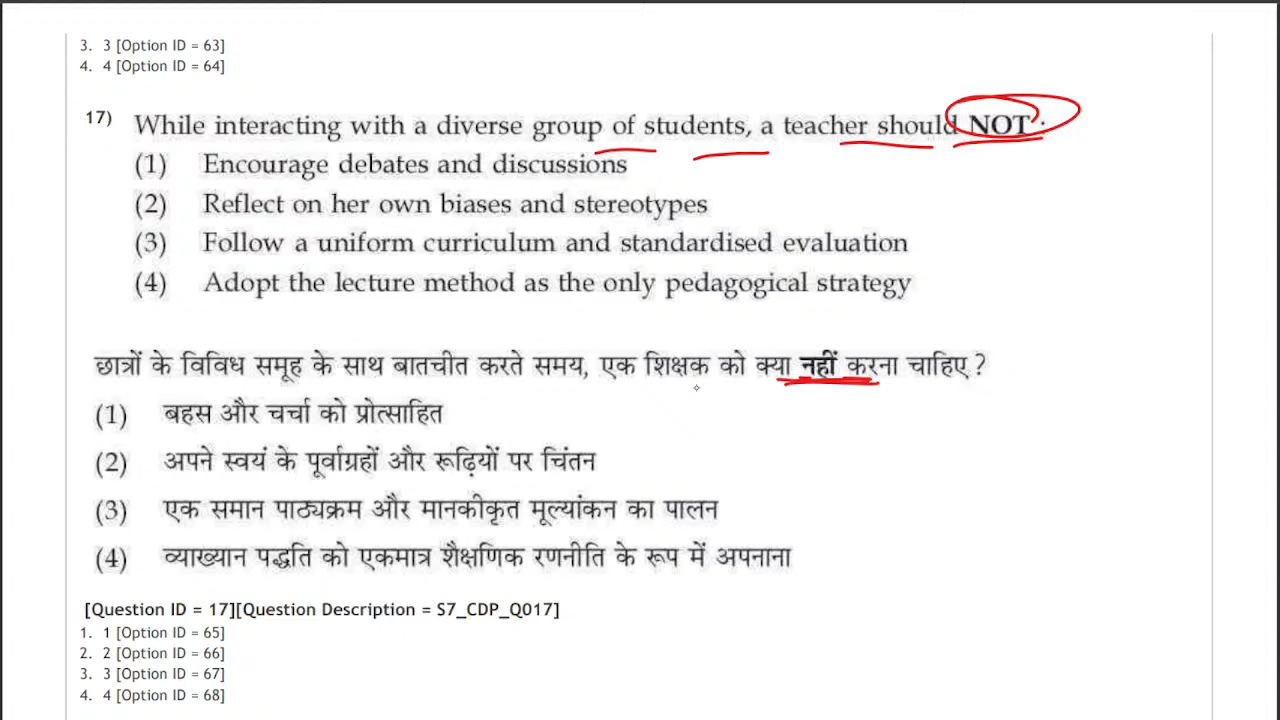 3. 3 [Option ID = 63]
4. 4 [Option ID = 64]
17) While interacting with a diverse group of students, a teacher should NOT :
(1) Encourage debates and discussions
(2) Reflect on her own biases and stereotypes
(3) Follow a uniform curriculum and standardised evaluation
(4) Adopt the lecture method as the only pedagogical strategy
छात्रों के विविध समूह के साथ बातचीत करते समय, एक शिक्षक को क्या नहीं करना चाहिए ?
(1) बहस और चर्चा को प्रोत्साहित
(2) अपने स्वयं के पूर्वाग्रहों और रूढ़ियों पर चिंतन
(3) एक समान पाठ्यक्रम और मानकीकृत मूल्यांकन का पालन
(4) व्याख्यान पद्धति को एकमात्र शैक्षणिक रणनीति के रूप में अपनाना
[Question ID = 17][Question Description = S7_CDP_Q017]
1. 1 [Option ID = 65]
2. 2 [Option ID = 66]
3. 3 [Option ID = 67]
4. 4 [Option ID = 68]